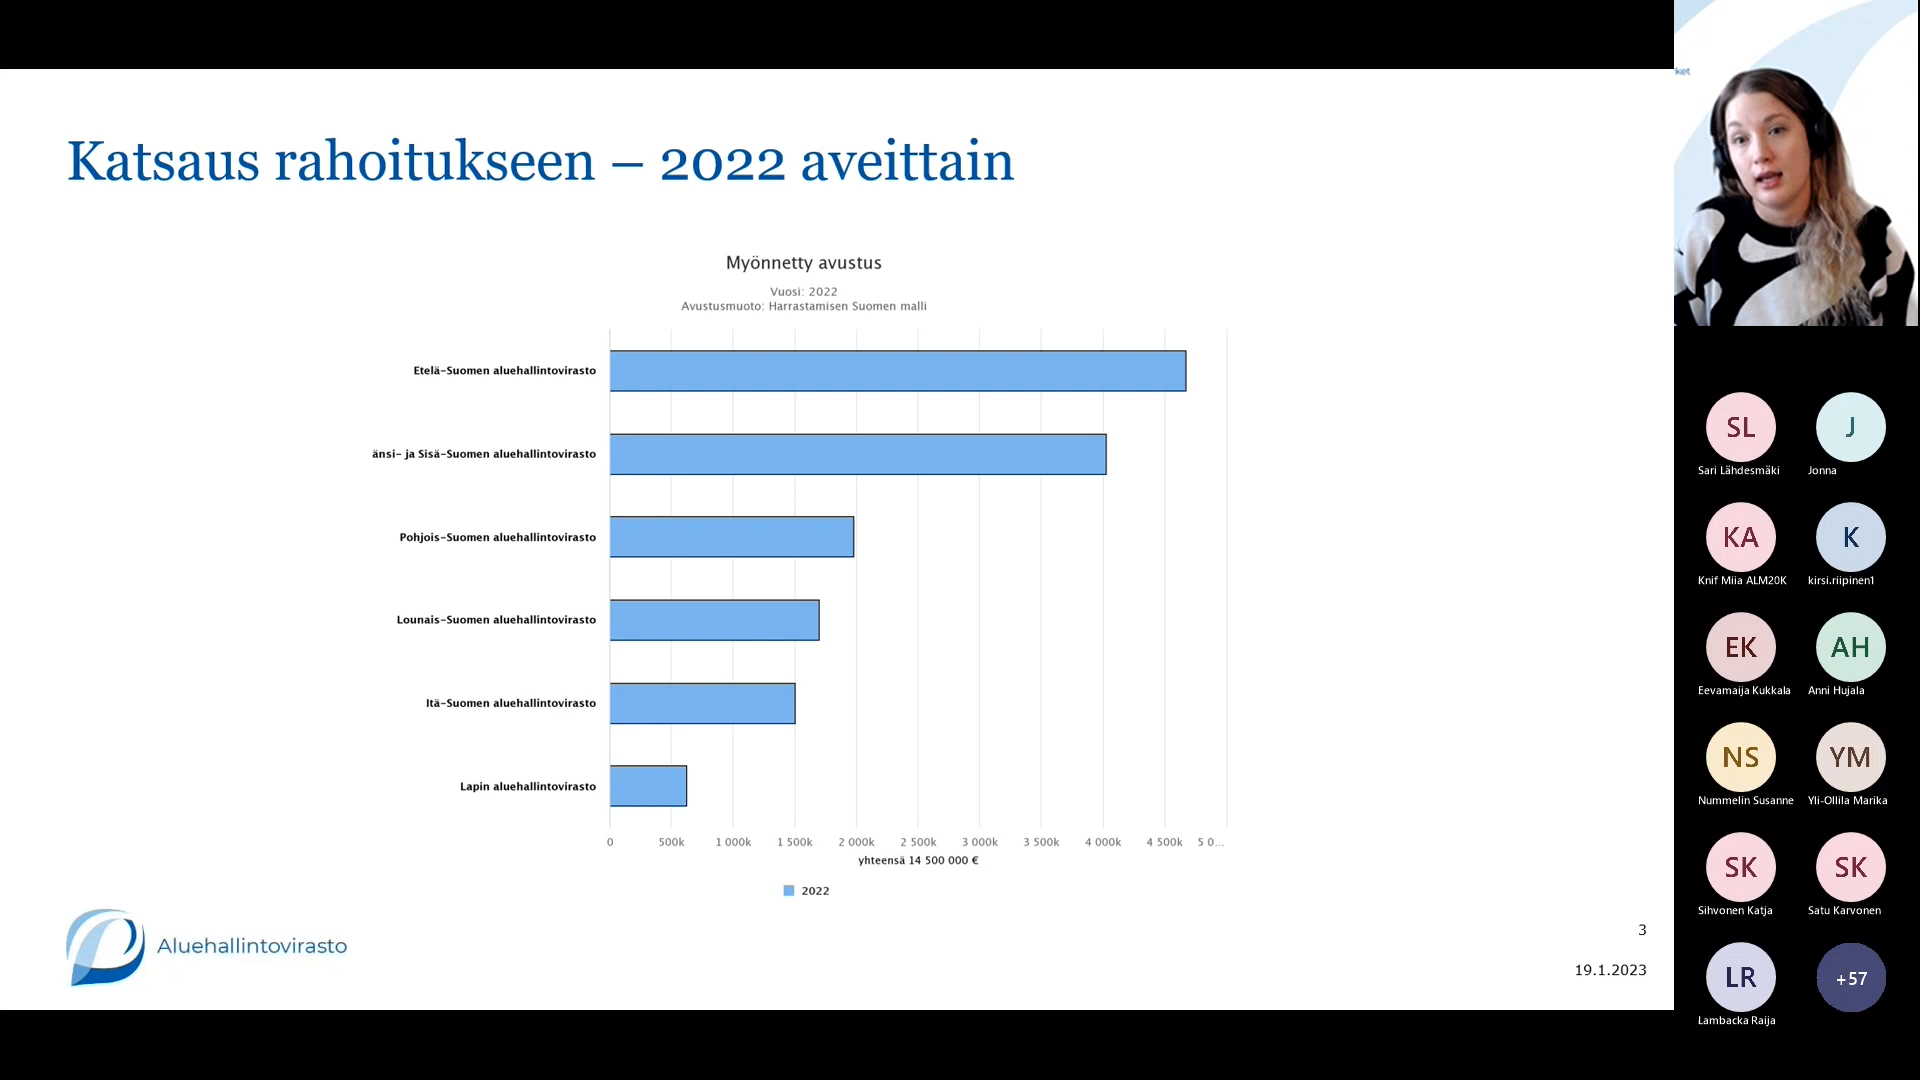 Katsaus rahoitukseen – 2022 aveittain
Myönnetty avustus
Vuosi: 2022
Avustusmuoto: Harrastamisen Suomen malli
Etelä-Suomen aluehallintovirasto
änsi- ja Sisä-Suomen aluehallintovirasto
Pohjois-Suomen aluehallintovirasto
Lounais-Suomen aluehallintovirasto
Itä-Suomen aluehallintovirasto
Lapin aluehallintovirasto
0 500k 1 000k 1 500k 2 000k 2 500k 3 000k 3 500k 4 000k 4 500k 5 0...
yhteensä 14 500 000 €
2022
Aluehallintovirasto
3
19.1.2023
ket
SL J
Sari Lähdesmäki Jonna
KA K
Knif Miia ALM20K kirsi.riipinen1
EK AH
Eevamaija Kukkala Anni Hujala
NS YM
Nummelin Susanne Yli-Ollila Marika
SK SK
Sihvonen Katja Satu Karvonen
LR +57
Lambacka Raija